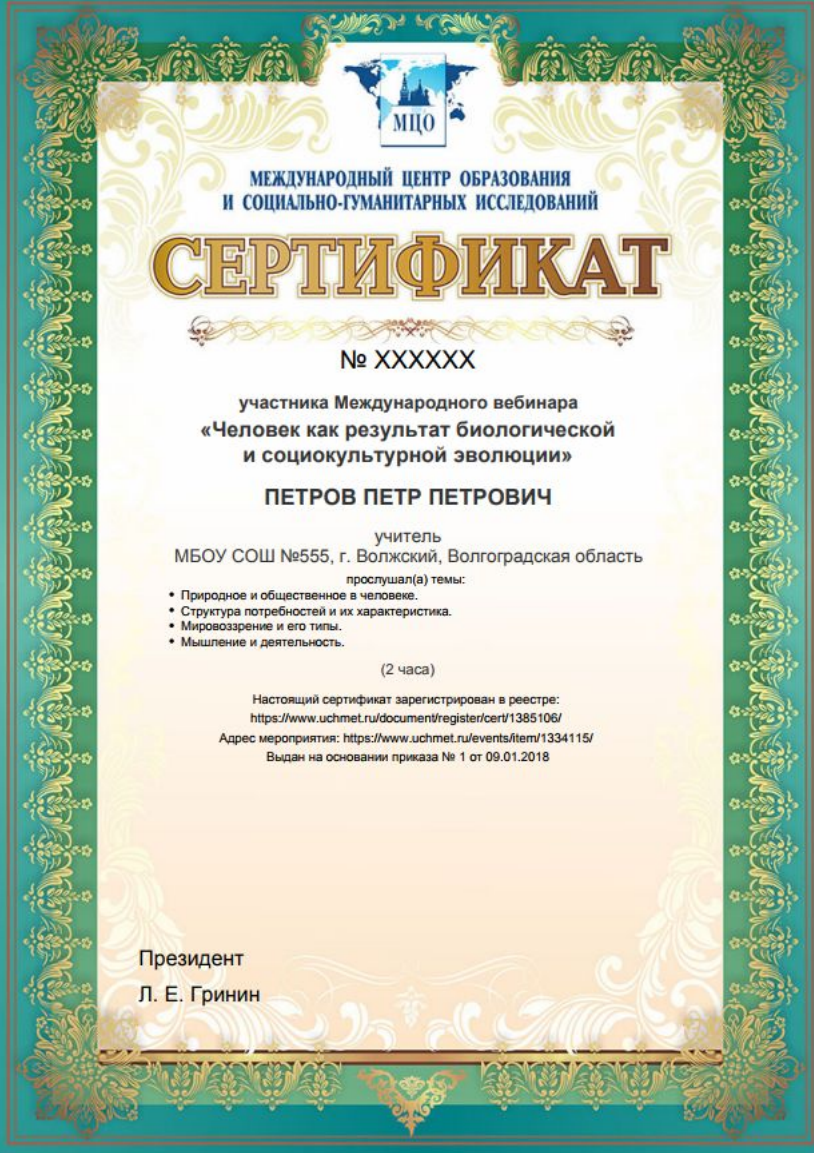 МЦО
МЕЖДУНАРОДНЫЙ ЦЕНТР ОБРАЗОВАНИЯ
И СОЦИАЛЬНО-ГУМАНИТАРНЫХ ИССЛЕДОВАНИЙ
СЕРТИФИКАТ
№ XXXXXX
участника Международного вебинара
«Человек как результат биологической
и социокультурной эволюции»
ПЕТРОВ ПЕТР ПЕТРОВИЧ
учитель
МБОУ СОШ №555, г. Волжский, Волгоградская область
прослушал(а) темы:
• Природное и общественное в человеке.
• Структура потребностей и их характеристика.
• Мировоззрение и его типы.
• Мышление и деятельность.
(2 часа)
Настоящий сертификат зарегистрирован в реестре:
https://www.uchmet.ru/document/register/cert/1385106/
Адрес мероприятия: https://www.uchmet.ru/events/item/1334115/
Выдан на основании приказа № 1 от 09.01.2018
Президент
Л. Е. Гринин